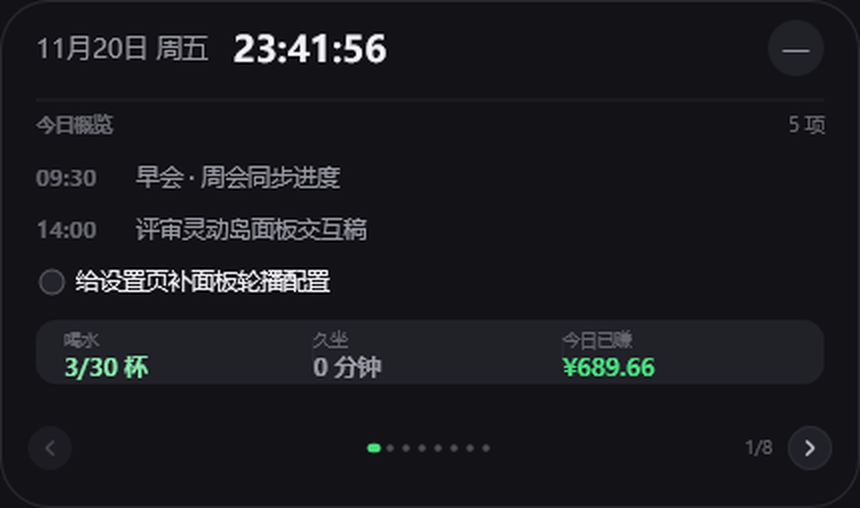 11月20日 周五 23:41:56
今日概览 5 项
09:30 早会 · 周会同步进度
14:00 评审灵动岛面板交互稿
给设置页补面板轮播配置
喝水 久坐 今日已赚
3/30 杯 0 分钟 ¥689.66
1/8